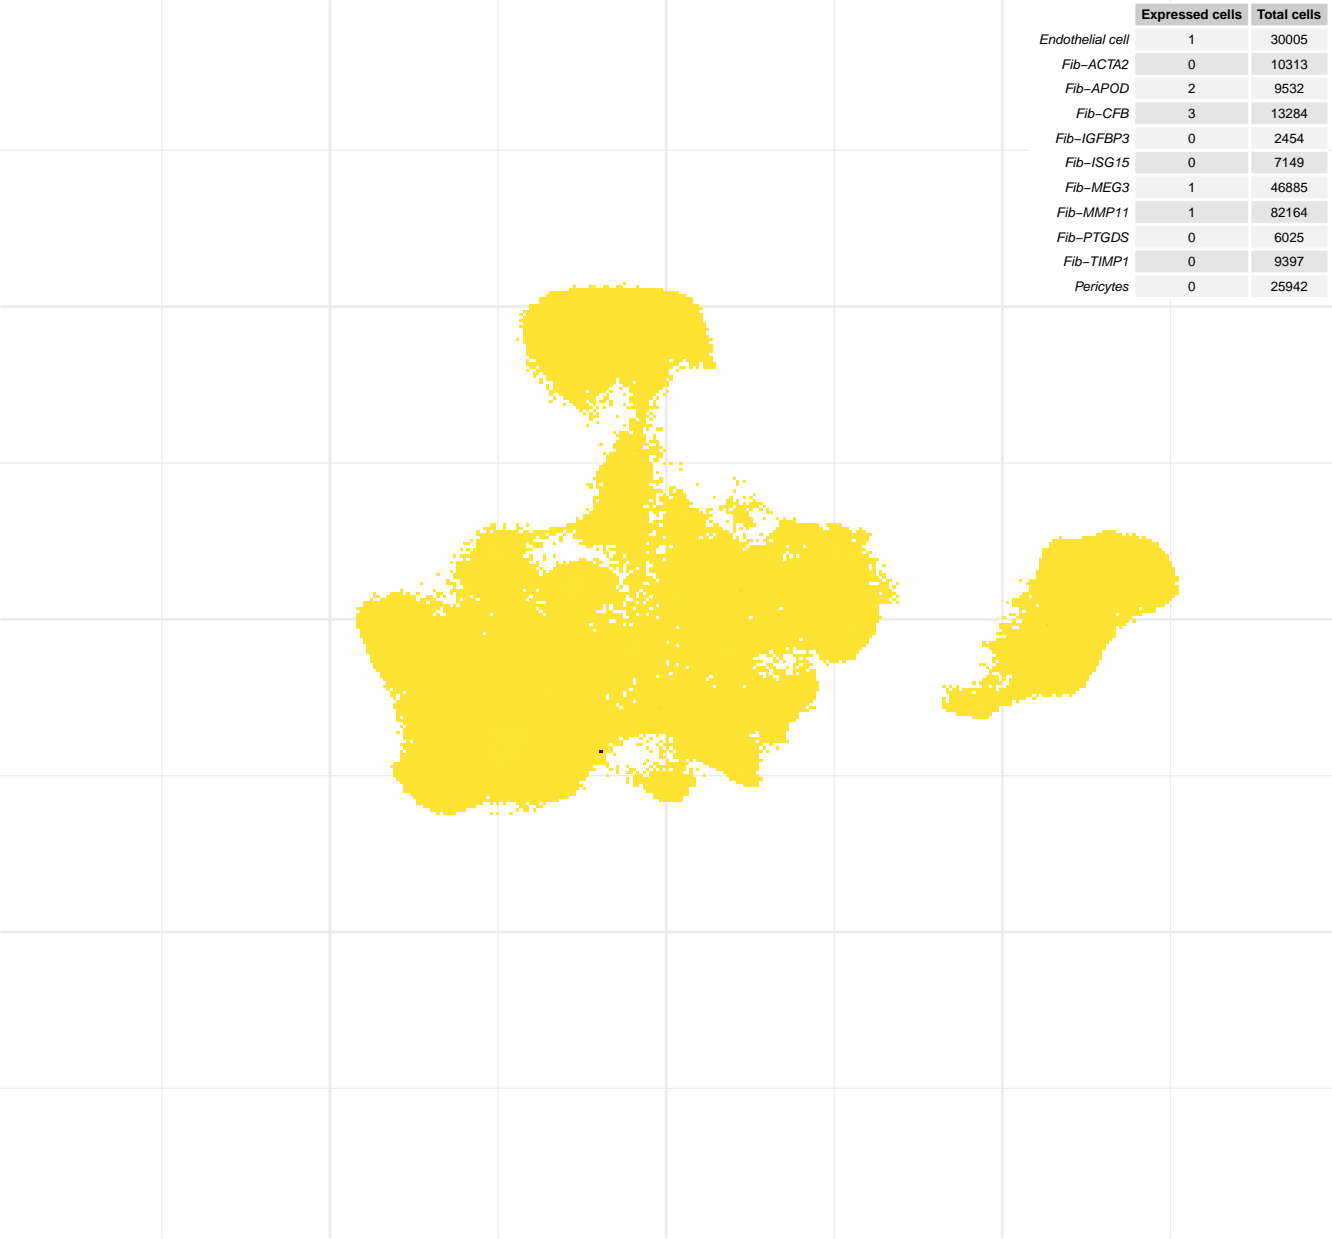 Expressed cells Total cells
Endothelial cell 1 30005
Fib−ACTA2 0 10313
Fib−APOD 2 9532
Fib−CFB 3 13284
Fib−IGFBP3 0 2454
Fib−ISG15 0 7149
Fib−MEG3 1 46885
Fib−MMP11 1 82164
Fib−PTGDS 0 6025
Fib−TIMP1 0 9397
Pericytes 0 25942